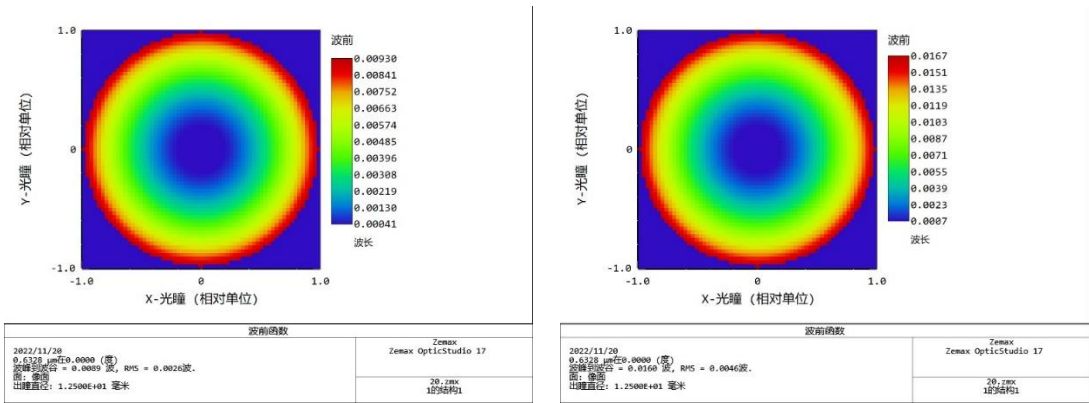 1.0
0
-1.0
Y-光瞳 (相对单位)
-1.0
0
1.0
X-光瞳 (相对单位)
波前
0.00930
0.00841
0.00752
0.00663
0.00574
0.00485
0.00396
0.00308
0.00219
0.00130
0.00041
波长
波前函数
2022/11/20
0.6328 µm在0.0000 (度)
波峰到波谷 = 0.0089 波, RMS = 0.0026波.
面: 像面
出瞳直径: 1.2500E+01 毫米
Zemax
Zemax OpticStudio 17
20.zmx
1的结构1
1.0
0
-1.0
Y-光瞳 (相对单位)
-1.0
0
1.0
X-光瞳 (相对单位)
波前
0.0167
0.0151
0.0135
0.0119
0.0103
0.0087
0.0071
0.0055
0.0039
0.0023
0.0007
波长
波前函数
2022/11/20
0.6328 µm在0.0000 (度)
波峰到波谷 = 0.0160 波, RMS = 0.0046波.
面: 像面
出瞳直径: 1.2500E+01 毫米
Zemax
Zemax OpticStudio 17
20.zmx
1的结构1